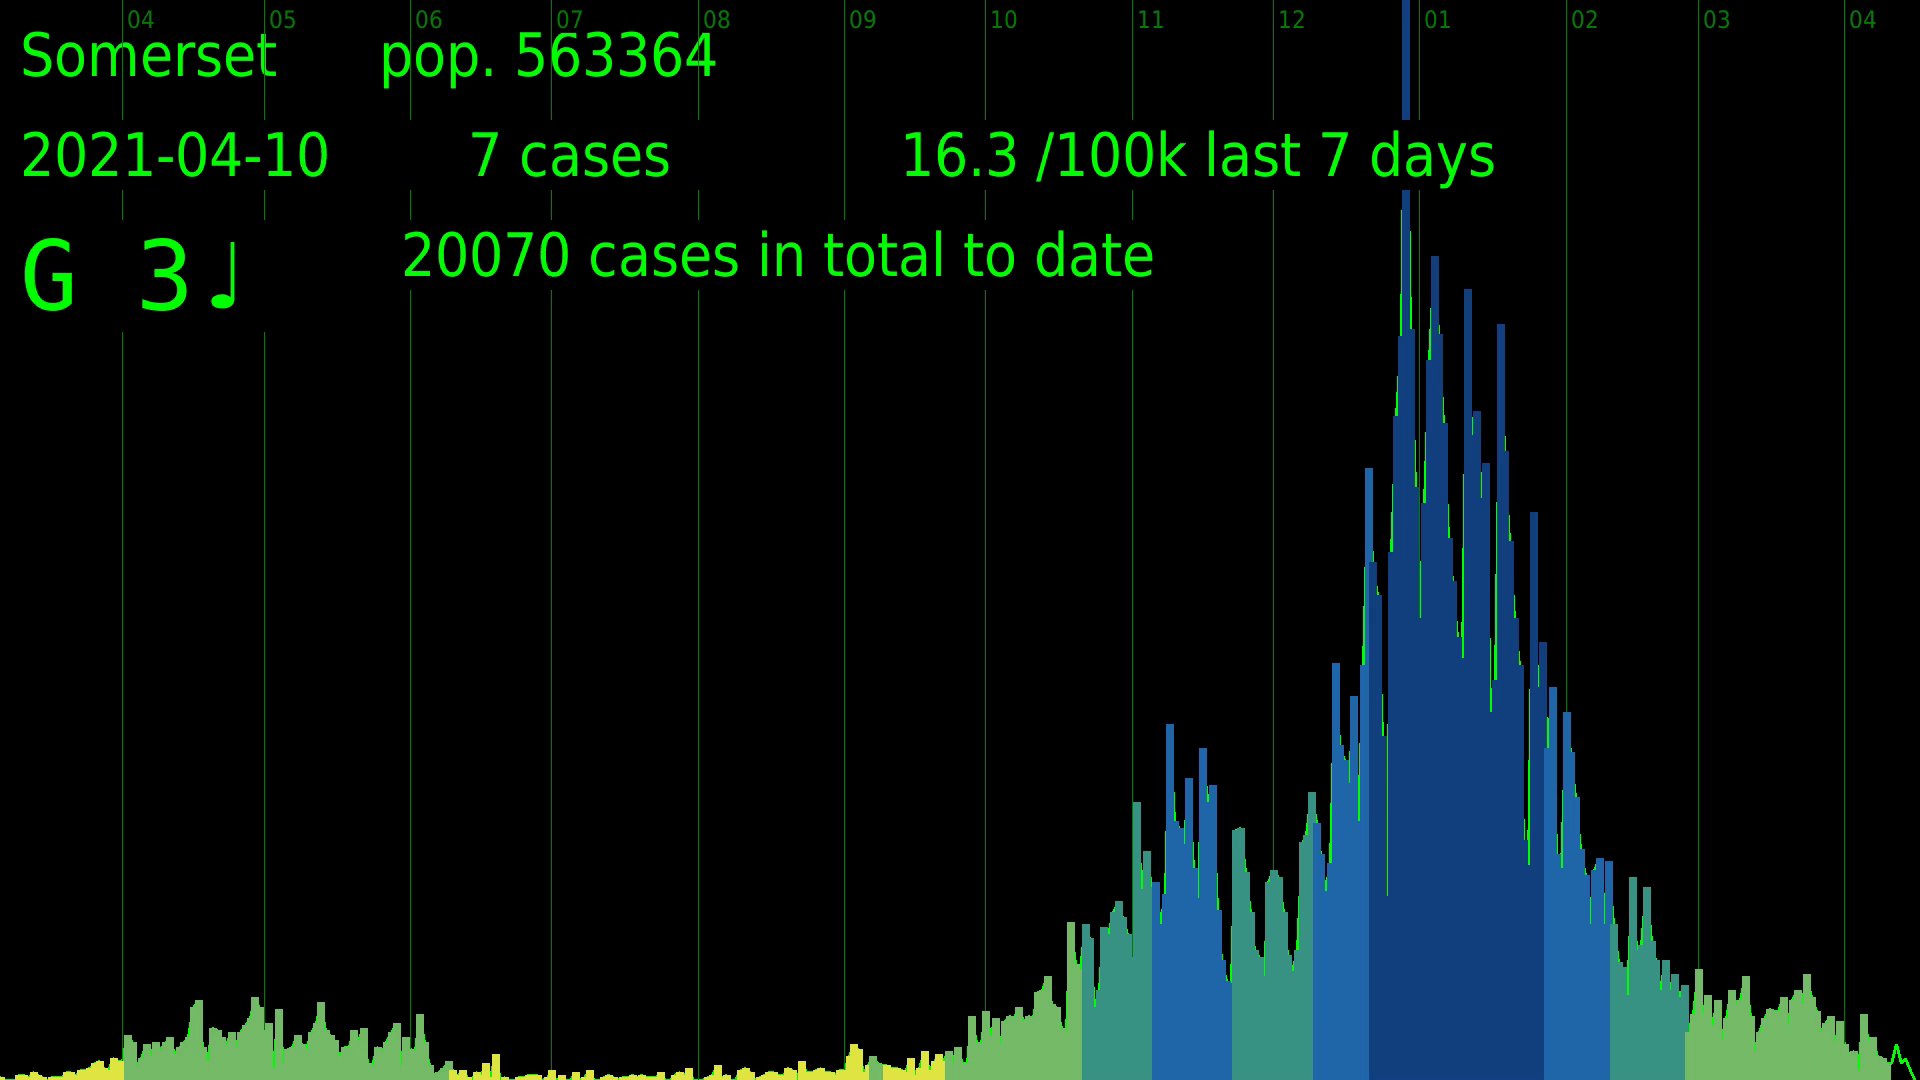 04 05 06 07 08 09 10 11 12 01 02 03 04
Somerset pop. 563364
2021-04-10 7 cases 16.3 /100k last 7 days
G 3♩ 20070 cases in total to date